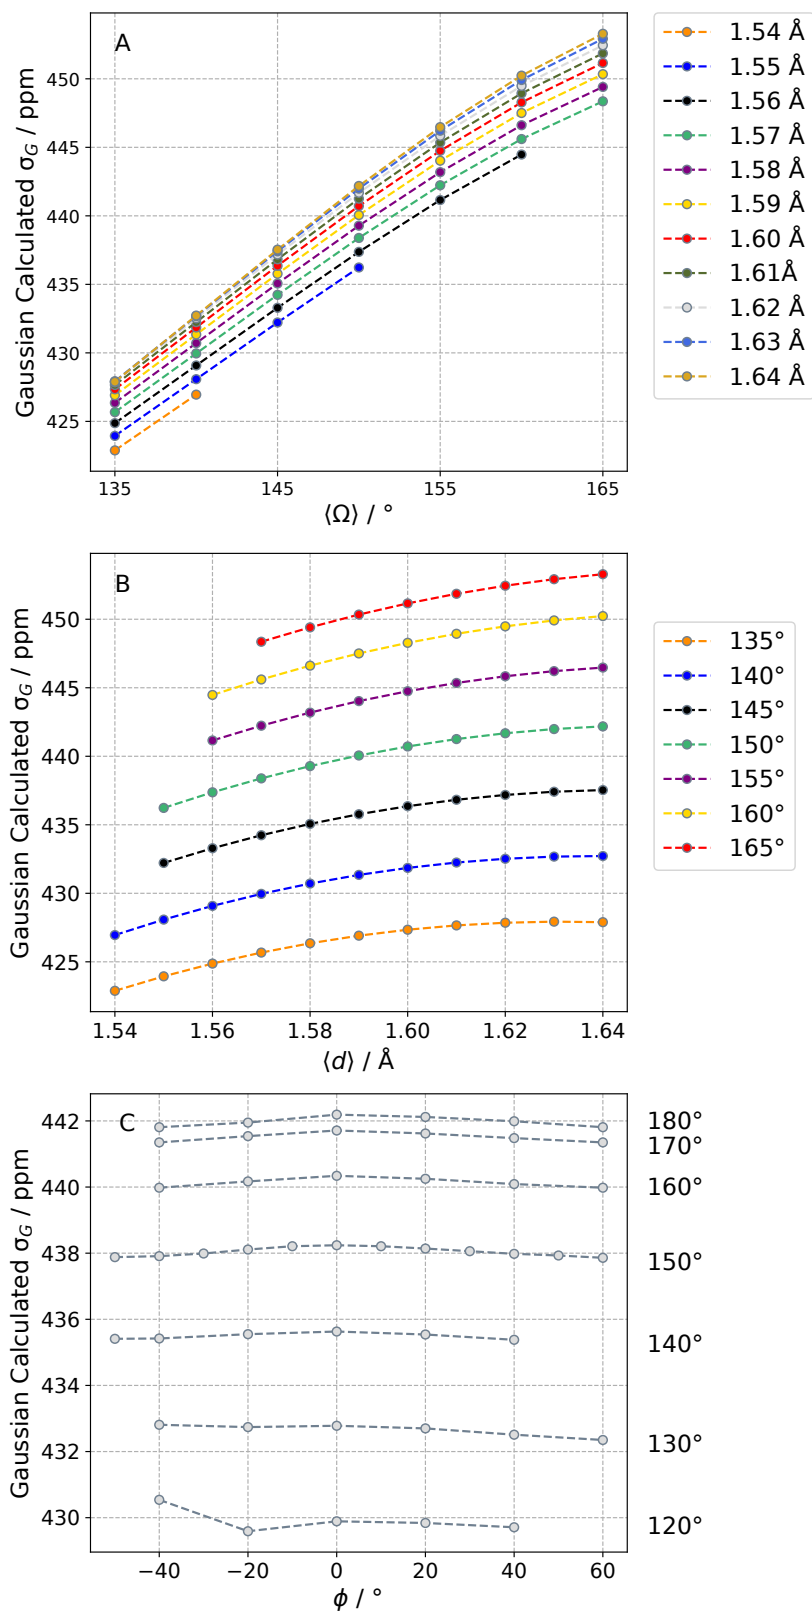 A
Gaussian Calculated σG / ppm
450
445
440
435
430
425
135
145
155
165
⟨Ω⟩ / °
1.54 Å
1.55 Å
1.56 Å
1.57 Å
1.58 Å
1.59 Å
1.60 Å
1.61Å
1.62 Å
1.63 Å
1.64 Å
B
Gaussian Calculated σG / ppm
450
445
440
435
430
425
1.54
1.56
1.58
1.60
1.62
1.64
⟨d⟩ / Å
135°
140°
145°
150°
155°
160°
165°
C
Gaussian Calculated σG / ppm
442
440
438
436
434
432
430
−40
−20
0
20
40
60
ϕ / °
180°
170°
160°
150°
140°
130°
120°